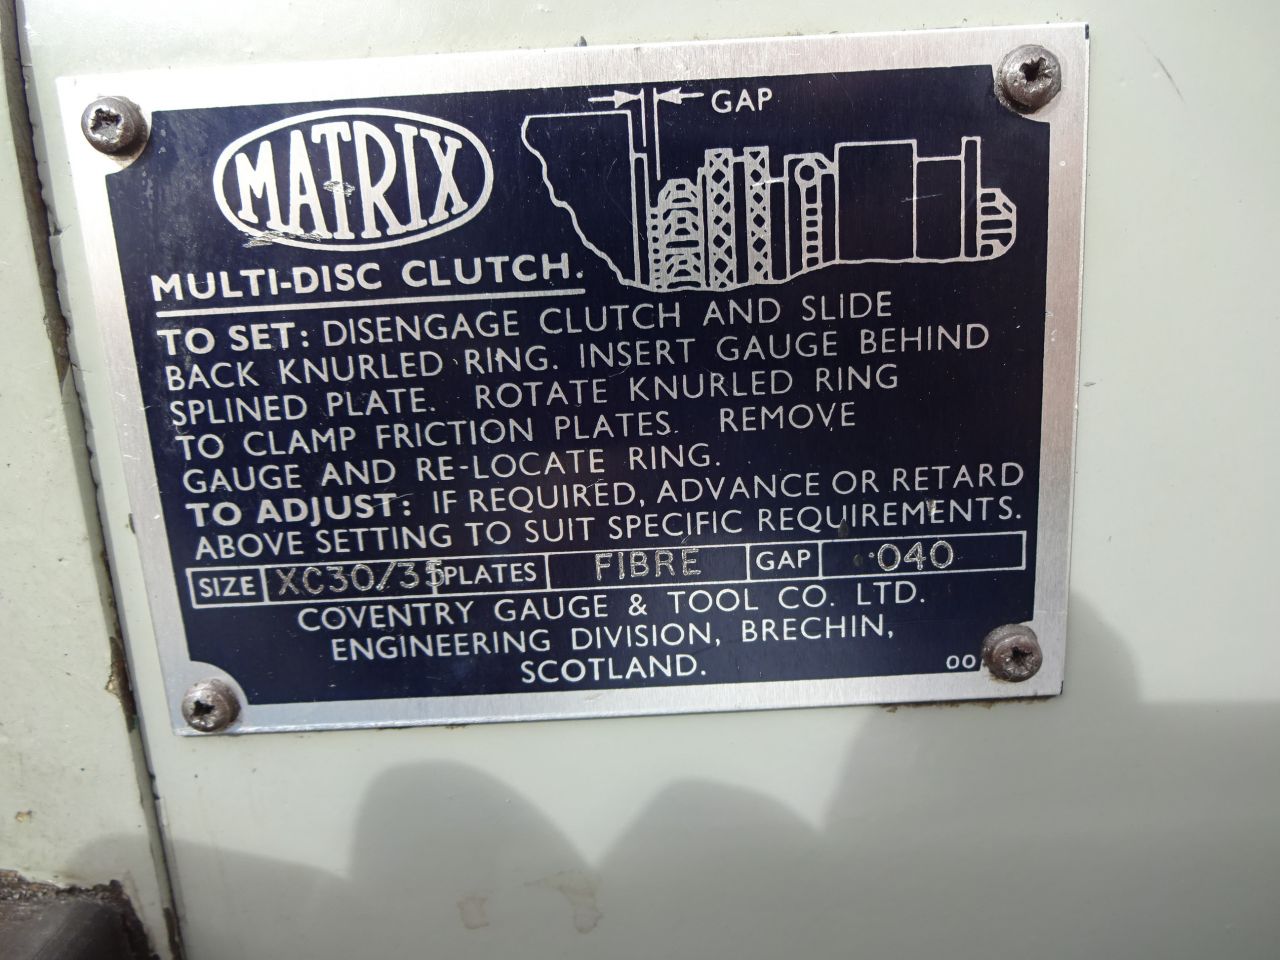 GAP
MATRIX
MULTI-DISC CLUTCH.
TO SET: DISENGAGE CLUTCH AND SLIDE
BACK KNURLED RING. INSERT GAUGE BEHIND
SPLINED PLATE. ROTATE KNURLED RING
TO CLAMP FRICTION PLATES. REMOVE
GAUGE AND RE-LOCATE RING.
TO ADJUST: IF REQUIRED, ADVANCE OR RETARD
ABOVE SETTING TO SUIT SPECIFIC REQUIREMENTS.
SIZE XC30/35 PLATES FIBRE GAP .040
COVENTRY GAUGE & TOOL CO. LTD.
ENGINEERING DIVISION, BRECHIN,
SCOTLAND.